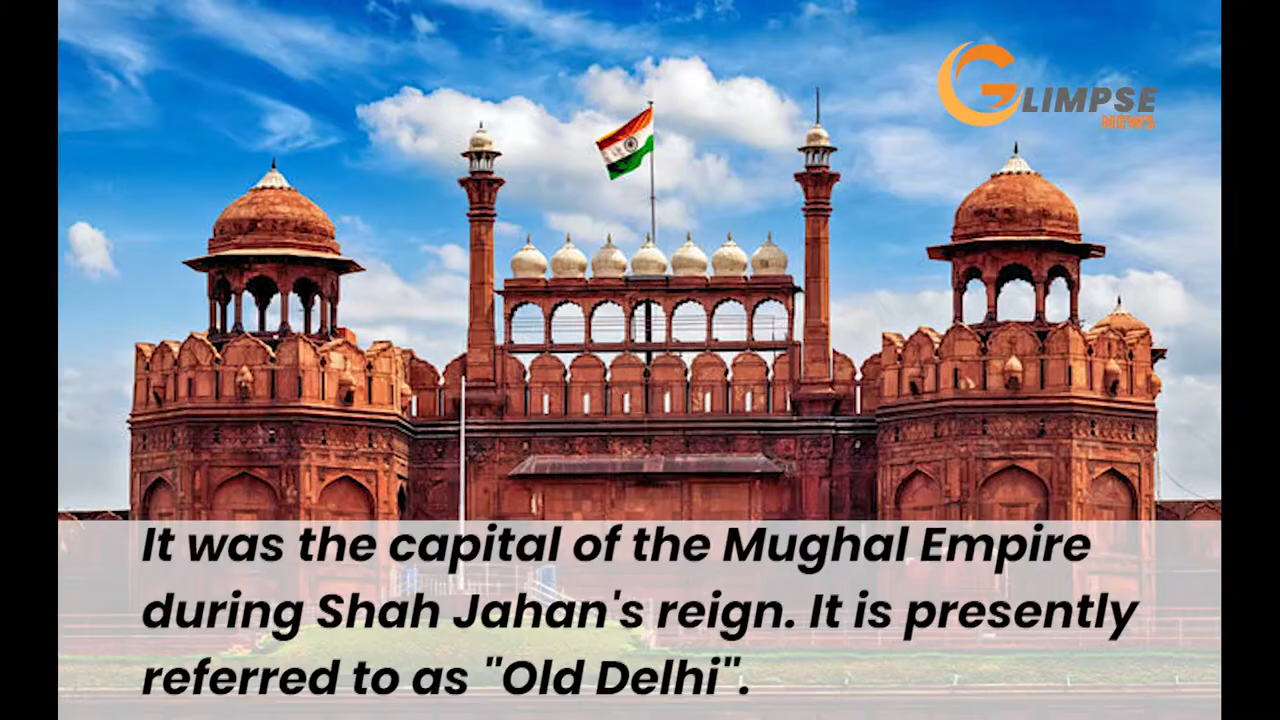 GLIMPSE
NEWS
It was the capital of the Mughal Empire
during Shah Jahan's reign. It is presently
referred to as "Old Delhi".